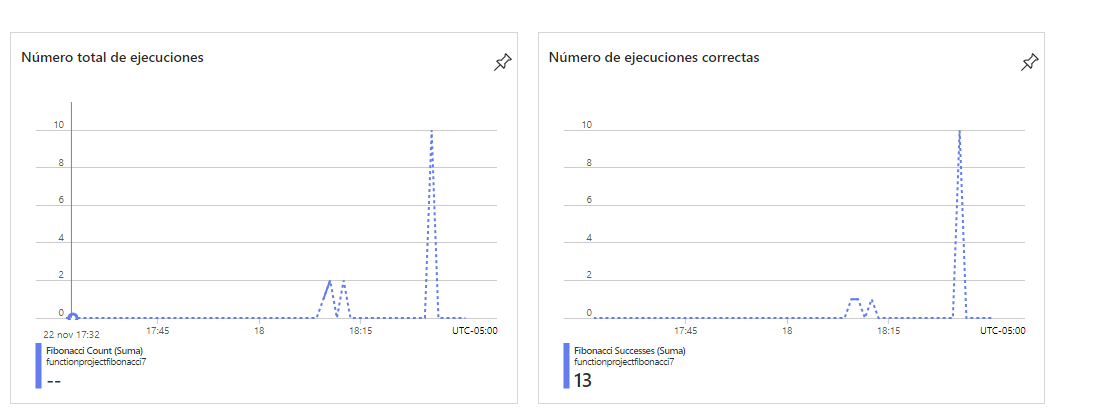 Número total de ejecuciones
10
8
6
4
2
0
22 nov 17:32
17:45
18
18:15
UTC-05:00
Fibonacci Count (Suma)
functionprojectfibonacci7
--
Número de ejecuciones correctas
10
8
6
4
2
0
17:45
18
18:15
UTC-05:00
Fibonacci Successes (Suma)
functionprojectfibonacci7
13